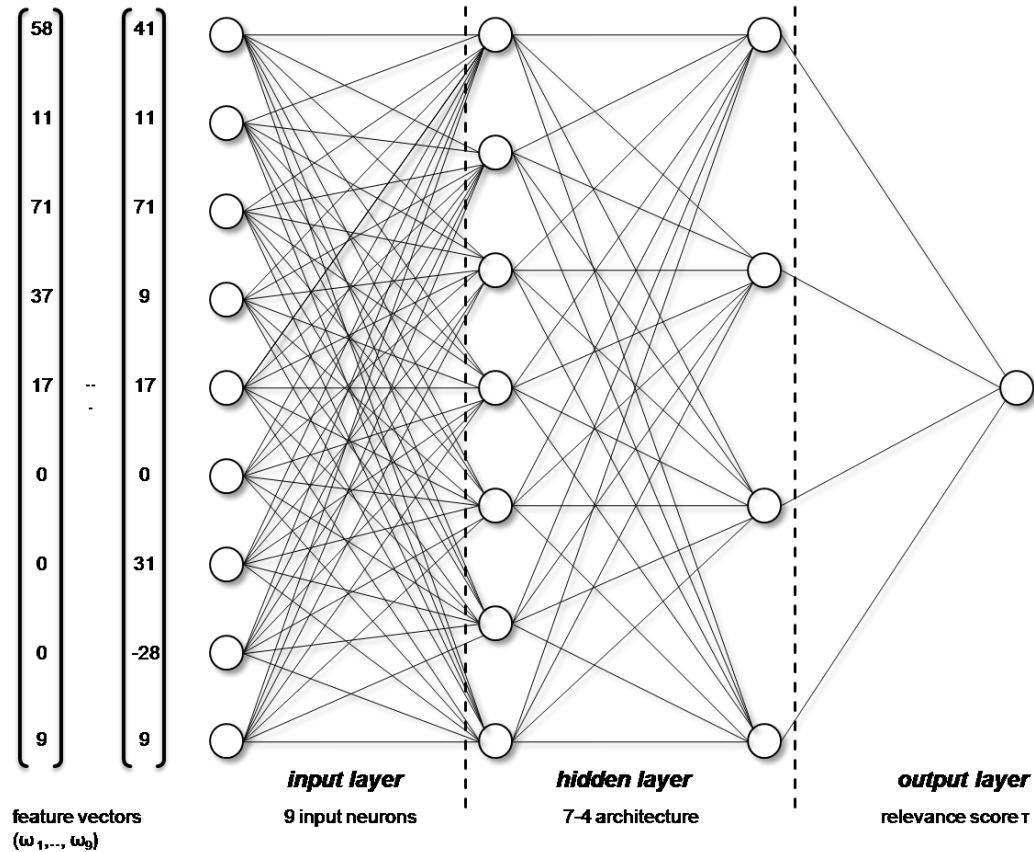 58 41
11 11
71 71
37 9
17 -- 17
-
0 0
0 31
0 -28
9 9
input layer hidden layer output layer
feature vectors 9 input neurons 7-4 architecture relevance score τ
(ω1,--, ω9)